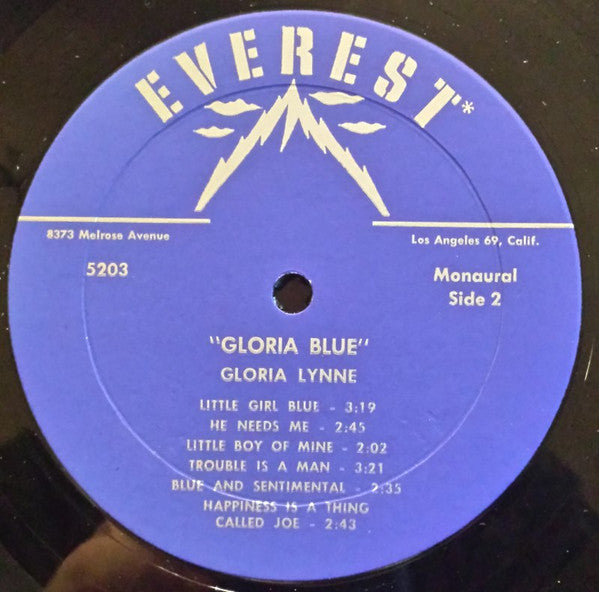 EVEREST*
8373 Melrose Avenue
Los Angeles 69, Calif.
5203
Monaural
Side 2
"GLORIA BLUE"
GLORIA LYNNE
LITTLE GIRL BLUE - 3:19
HE NEEDS ME - 2:45
LITTLE BOY OF MINE - 2:02
TROUBLE IS A MAN - 3:21
BLUE AND SENTIMENTAL - 2:35
HAPPINESS IS A THING
CALLED JOE - 2:43